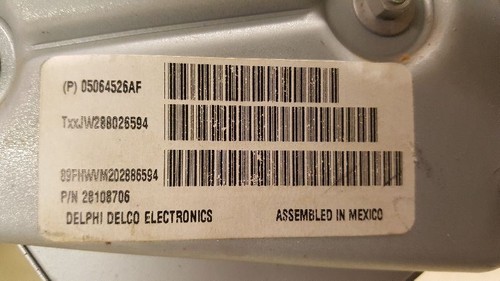 (P) 05064526AF
TxxJW288026594
89FHWVM202886594
P/N 28108706
DELPHI DELCO ELECTRONICS ASSEMBLED IN MEXICO